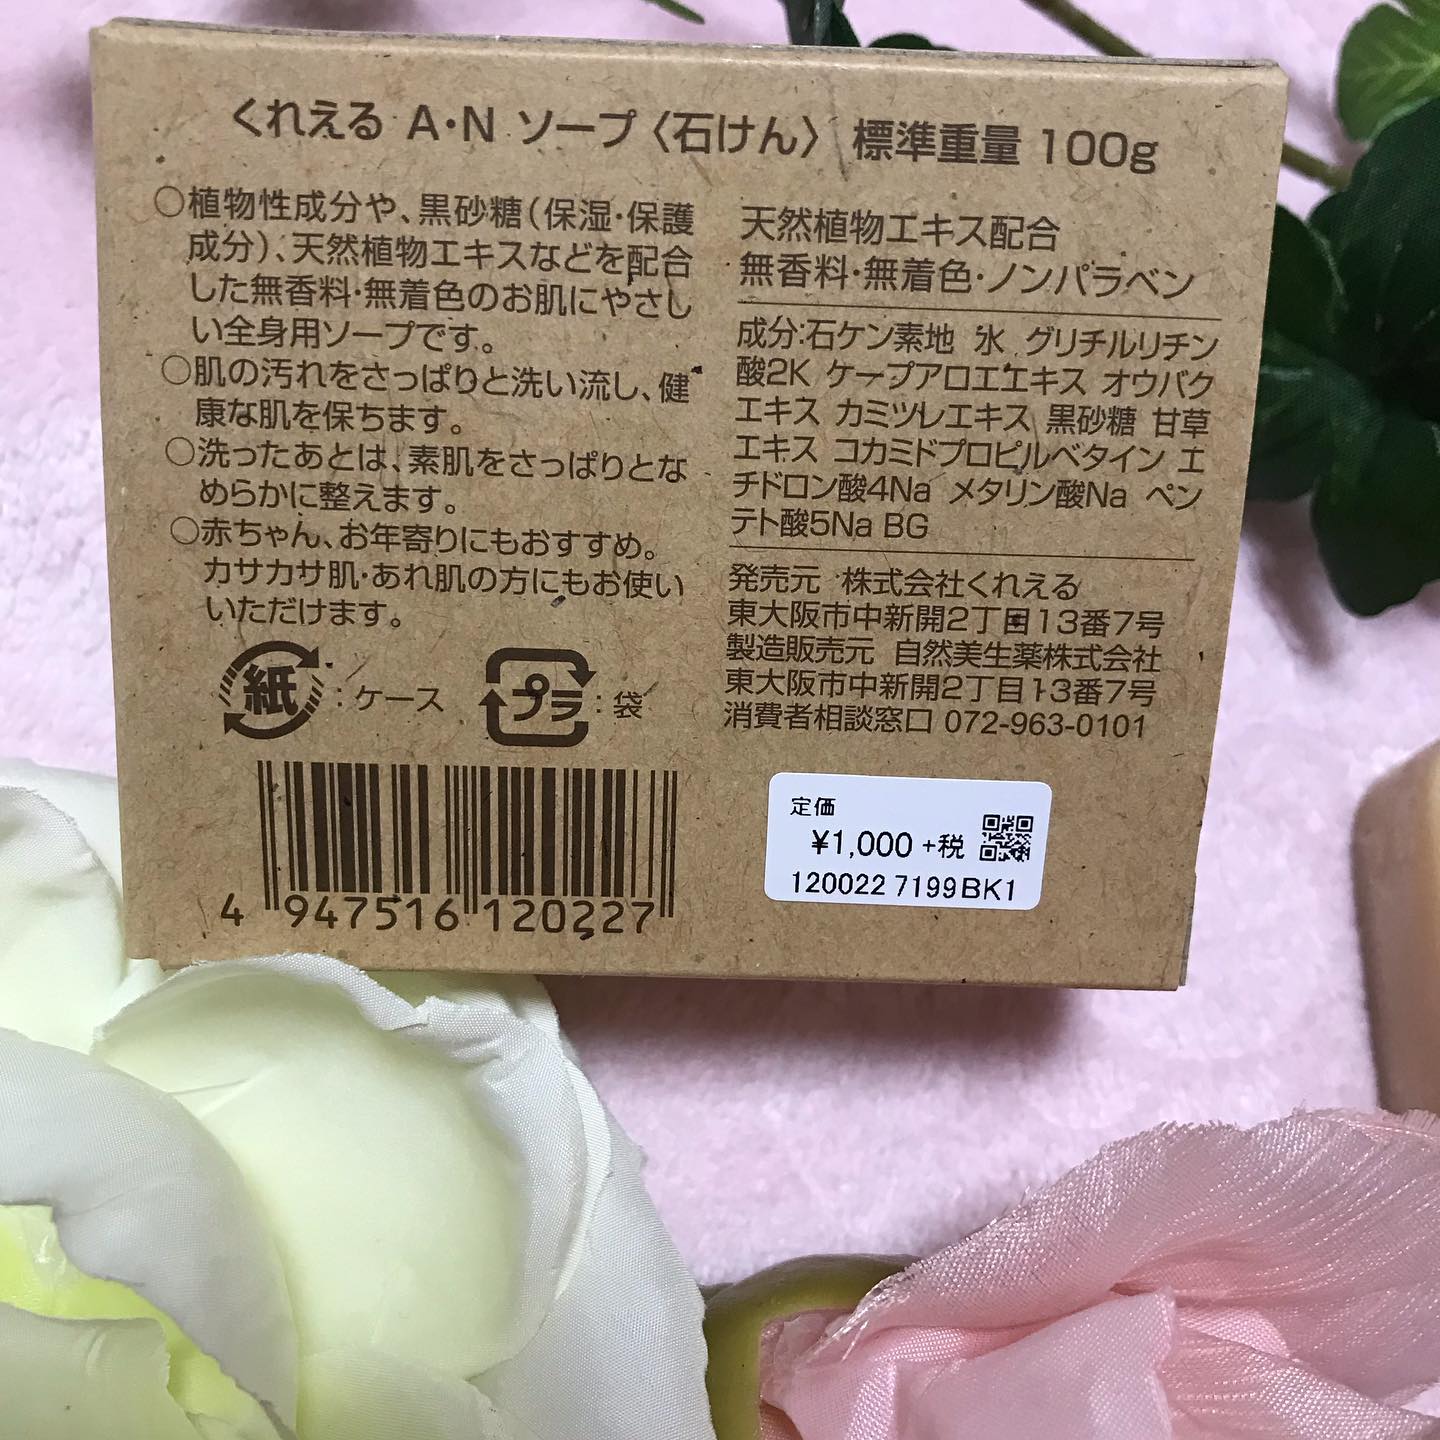 くれえる A・N ソープ〈石けん〉 標準重量 100g
○植物性成分や、黒砂糖(保湿・保護
成分)、天然植物エキスなどを配合
した無香料・無着色のお肌にやさし
い全身用ソープです。
○肌の汚れをさっぱりと洗い流し、健
康な肌を保ちます。
○洗ったあとは、素肌をさっぱりとな
めらかに整えます。
○赤ちゃん、お年寄りにもおすすめ。
カサカサ肌・あれ肌の方にもお使い
いただけます。
紙:ケース プラ:袋
4 947516 120227
天然植物エキス配合
無香料・無着色・ノンパラベン
成分:石ケン素地 水 グリチルリチン
酸2K ケープアロエエキス オウバク
エキス カミツレエキス 黒砂糖 甘草
エキス コカミドプロピルベタイン エ
チドロン酸4Na メタリン酸Na ペン
テト酸5Na BG
発売元 株式会社くれえる
東大阪市中新開2丁目13番7号
製造販売元 自然美生薬株式会社
東大阪市中新開2丁目13番7号
消費者相談窓口 072-963-0101
定価
¥1,000 +税
120022 7199BK1